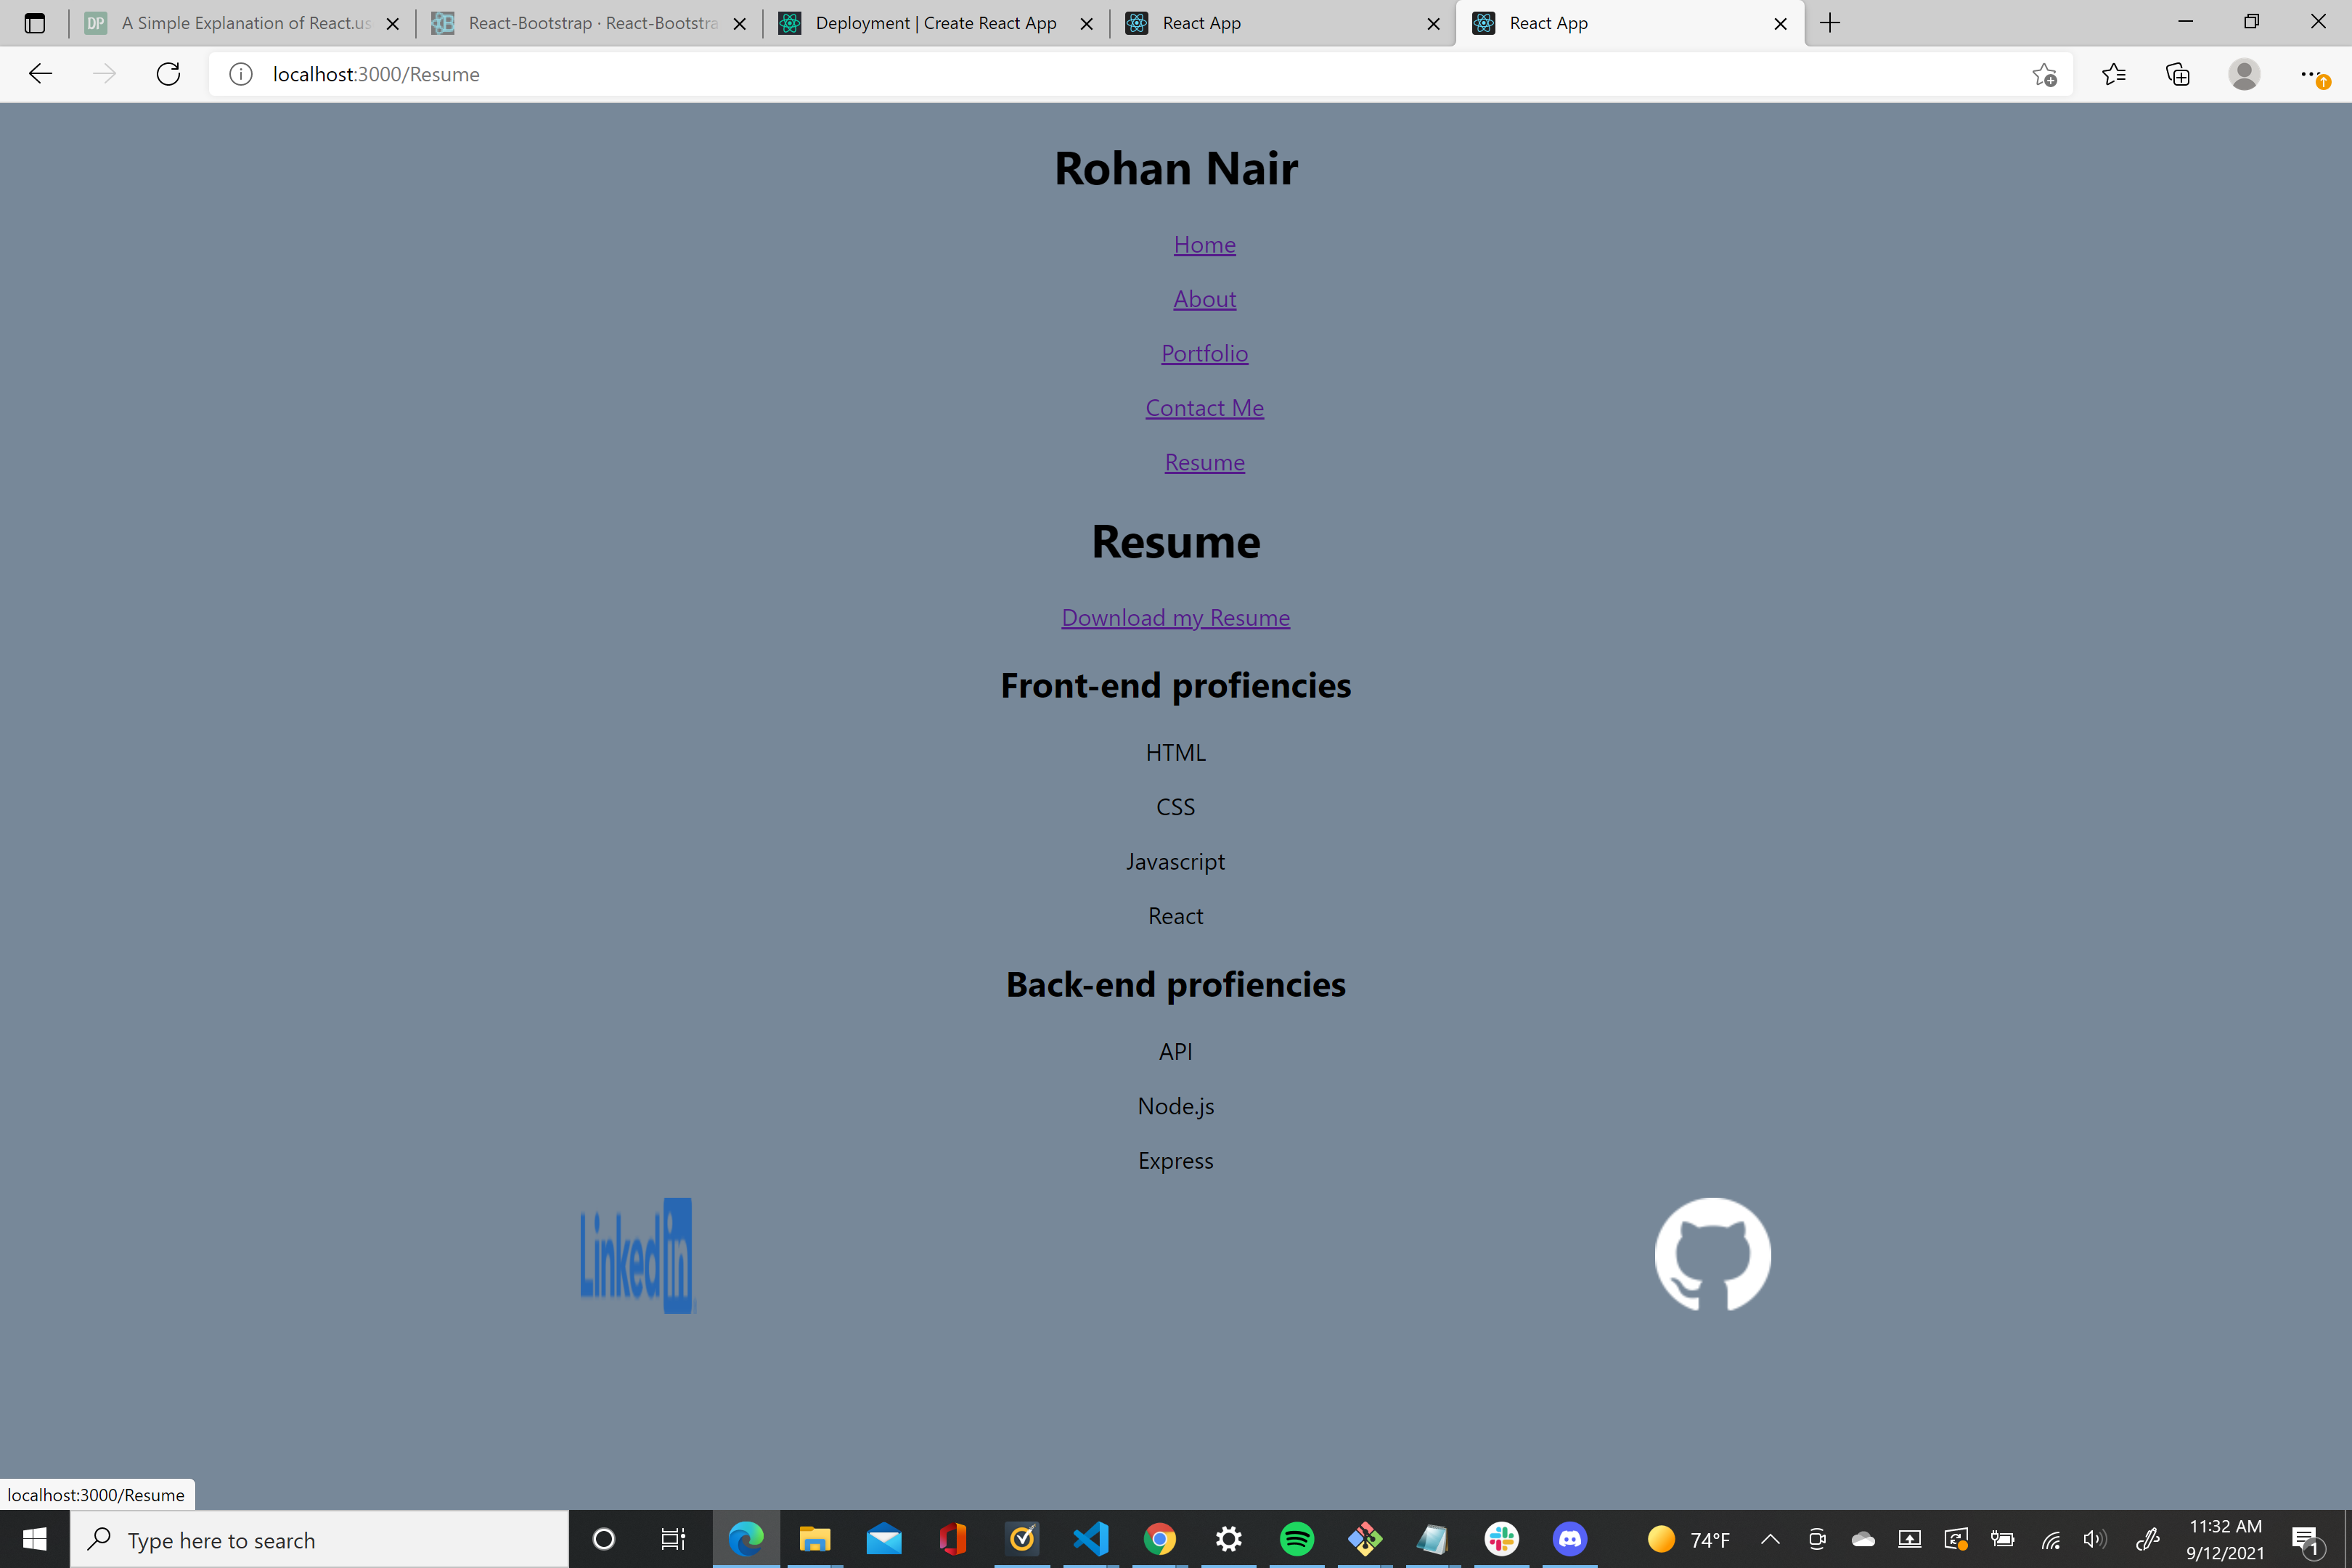 DP A Simple Explanation of React.us
React-Bootstrap · React-Bootstra
Deployment | Create React App
React App
React App
localhost:3000/Resume
Rohan Nair
Home
About
Portfolio
Contact Me
Resume
Resume
Download my Resume
Front-end profiencies
HTML
CSS
Javascript
React
Back-end profiencies
API
Node.js
Express
Linked in
localhost:3000/Resume
Type here to search
74°F
11:32 AM
9/12/2021
1